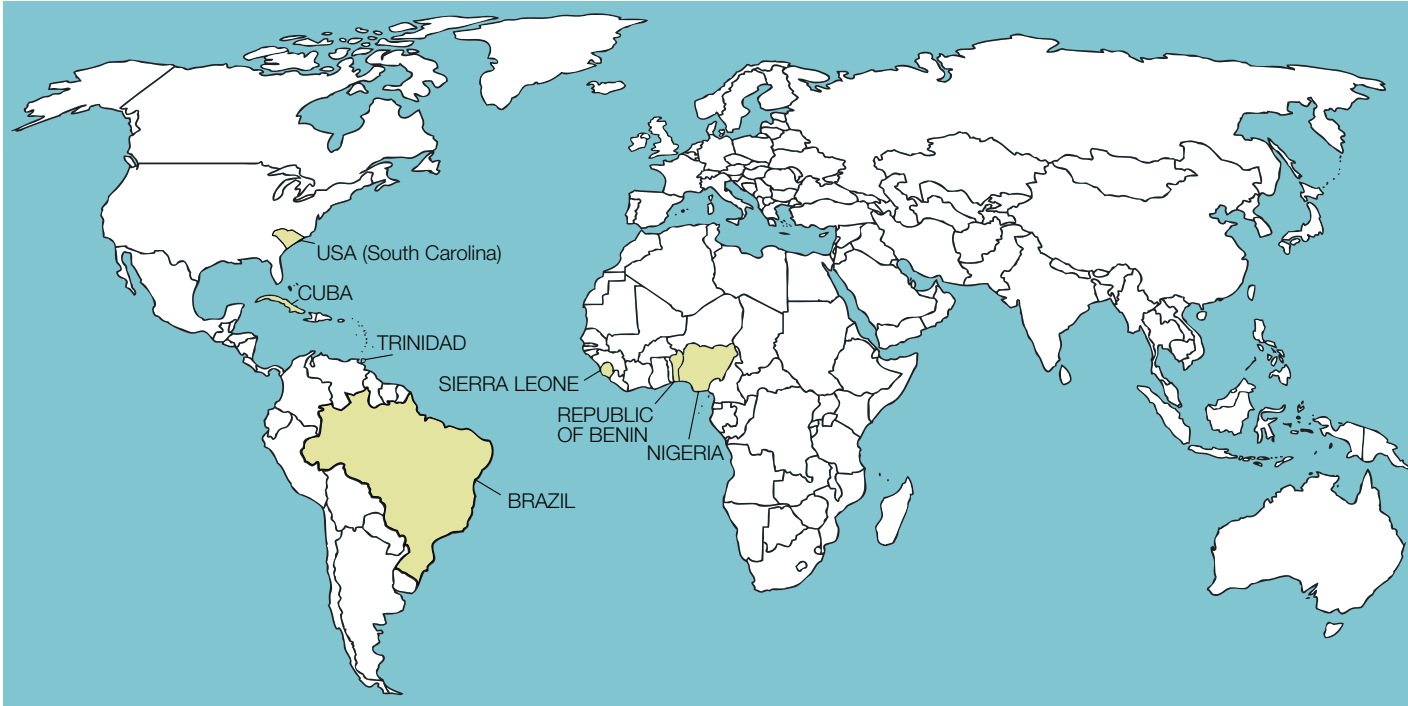 USA (South Carolina)
CUBA
TRINIDAD
SIERRA LEONE
REPUBLIC
OF BENIN
NIGERIA
BRAZIL